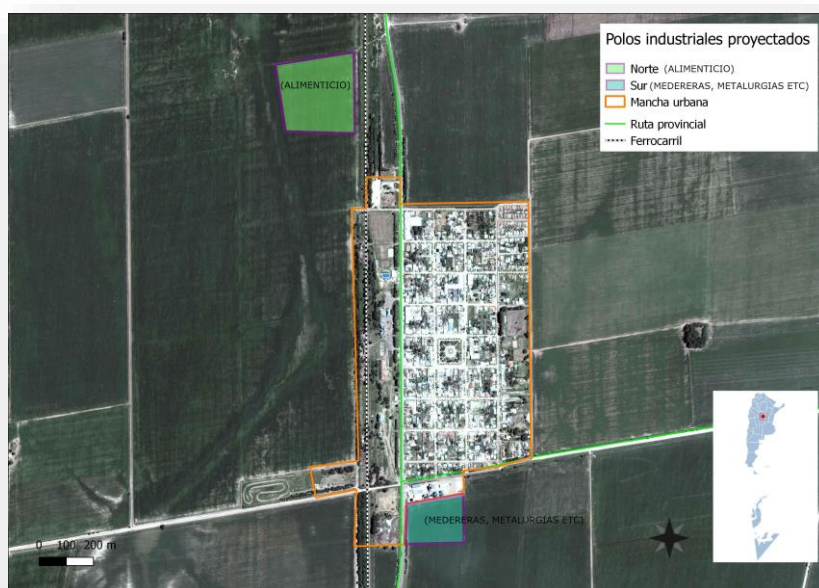 Polos industriales proyectados
Norte (ALIMENTICIO)
Sur (MEDERERAS, METALURGIAS ETC)
Mancha urbana
Ruta provincial
Ferrocarril
(ALIMENTICIO)
(MEDERERAS, METALURGIAS ETC)
0 100 200 m